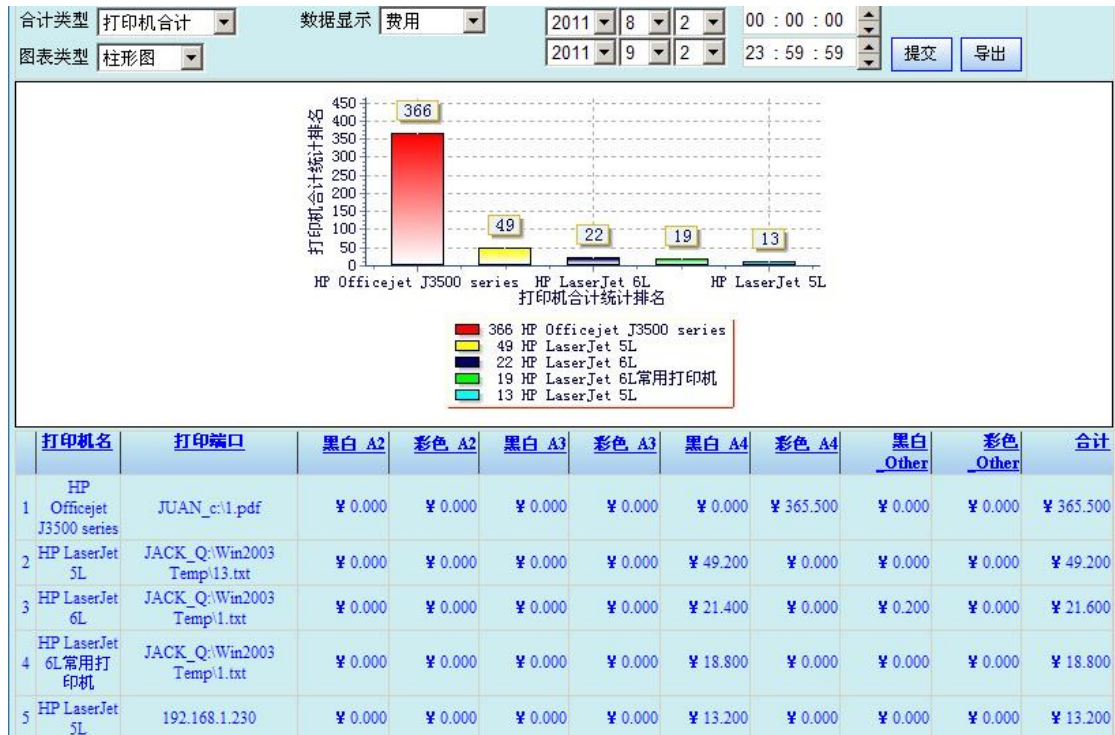 合计类型 打印机合计 数据显示 费用 2011 8 2 00 : 00 : 00
图表类型 柱形图 2011 9 2 23 : 59 : 59 提交 导出
打印机合计统计排名
450
400
350
300
250
200
150
100
50
0
366
49
22
19
13
HP Officejet J3500 series HP LaserJet 6L HP LaserJet 5L
打印机合计统计排名
366 HP Officejet J3500 series
49 HP LaserJet 5L
22 HP LaserJet 6L
19 HP LaserJet 6L常用打印机
13 HP LaserJet 5L
打印机名 打印端口 黑白 A2 彩色 A2 黑白 A3 彩色 A3 黑白 A4 彩色 A4 黑白 彩色 合计
_Other _Other
HP
1 Officejet JUAN_c:\1.pdf ¥ 0.000 ¥ 0.000 ¥ 0.000 ¥ 0.000 ¥ 0.000 ¥ 365.500 ¥ 0.000 ¥ 0.000 ¥ 365.500
J3500 series
2 HP LaserJet JACK_Q:\Win2003 ¥ 0.000 ¥ 0.000 ¥ 0.000 ¥ 0.000 ¥ 49.200 ¥ 0.000 ¥ 0.000 ¥ 0.000 ¥ 49.200
5L Temp\13.txt
3 HP LaserJet JACK_Q:\Win2003 ¥ 0.000 ¥ 0.000 ¥ 0.000 ¥ 0.000 ¥ 21.400 ¥ 0.000 ¥ 0.200 ¥ 0.000 ¥ 21.600
6L Temp\1.txt
HP LaserJet
4 6L常用打 JACK_Q:\Win2003 ¥ 0.000 ¥ 0.000 ¥ 0.000 ¥ 0.000 ¥ 18.800 ¥ 0.000 ¥ 0.000 ¥ 0.000 ¥ 18.800
印机 Temp\1.txt
5 HP LaserJet 192.168.1.230 ¥ 0.000 ¥ 0.000 ¥ 0.000 ¥ 0.000 ¥ 13.200 ¥ 0.000 ¥ 0.000 ¥ 0.000 ¥ 13.200
5L